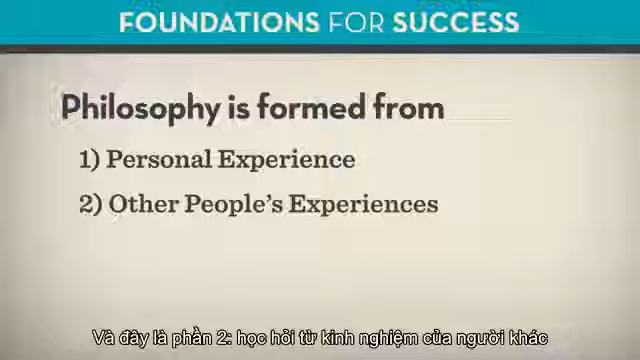 FOUNDATIONS FOR SUCCESS
Philosophy is formed from
1) Personal Experience
2) Other People's Experiences
Và đây là phần 2: học hỏi từ kinh nghiệm của người khác